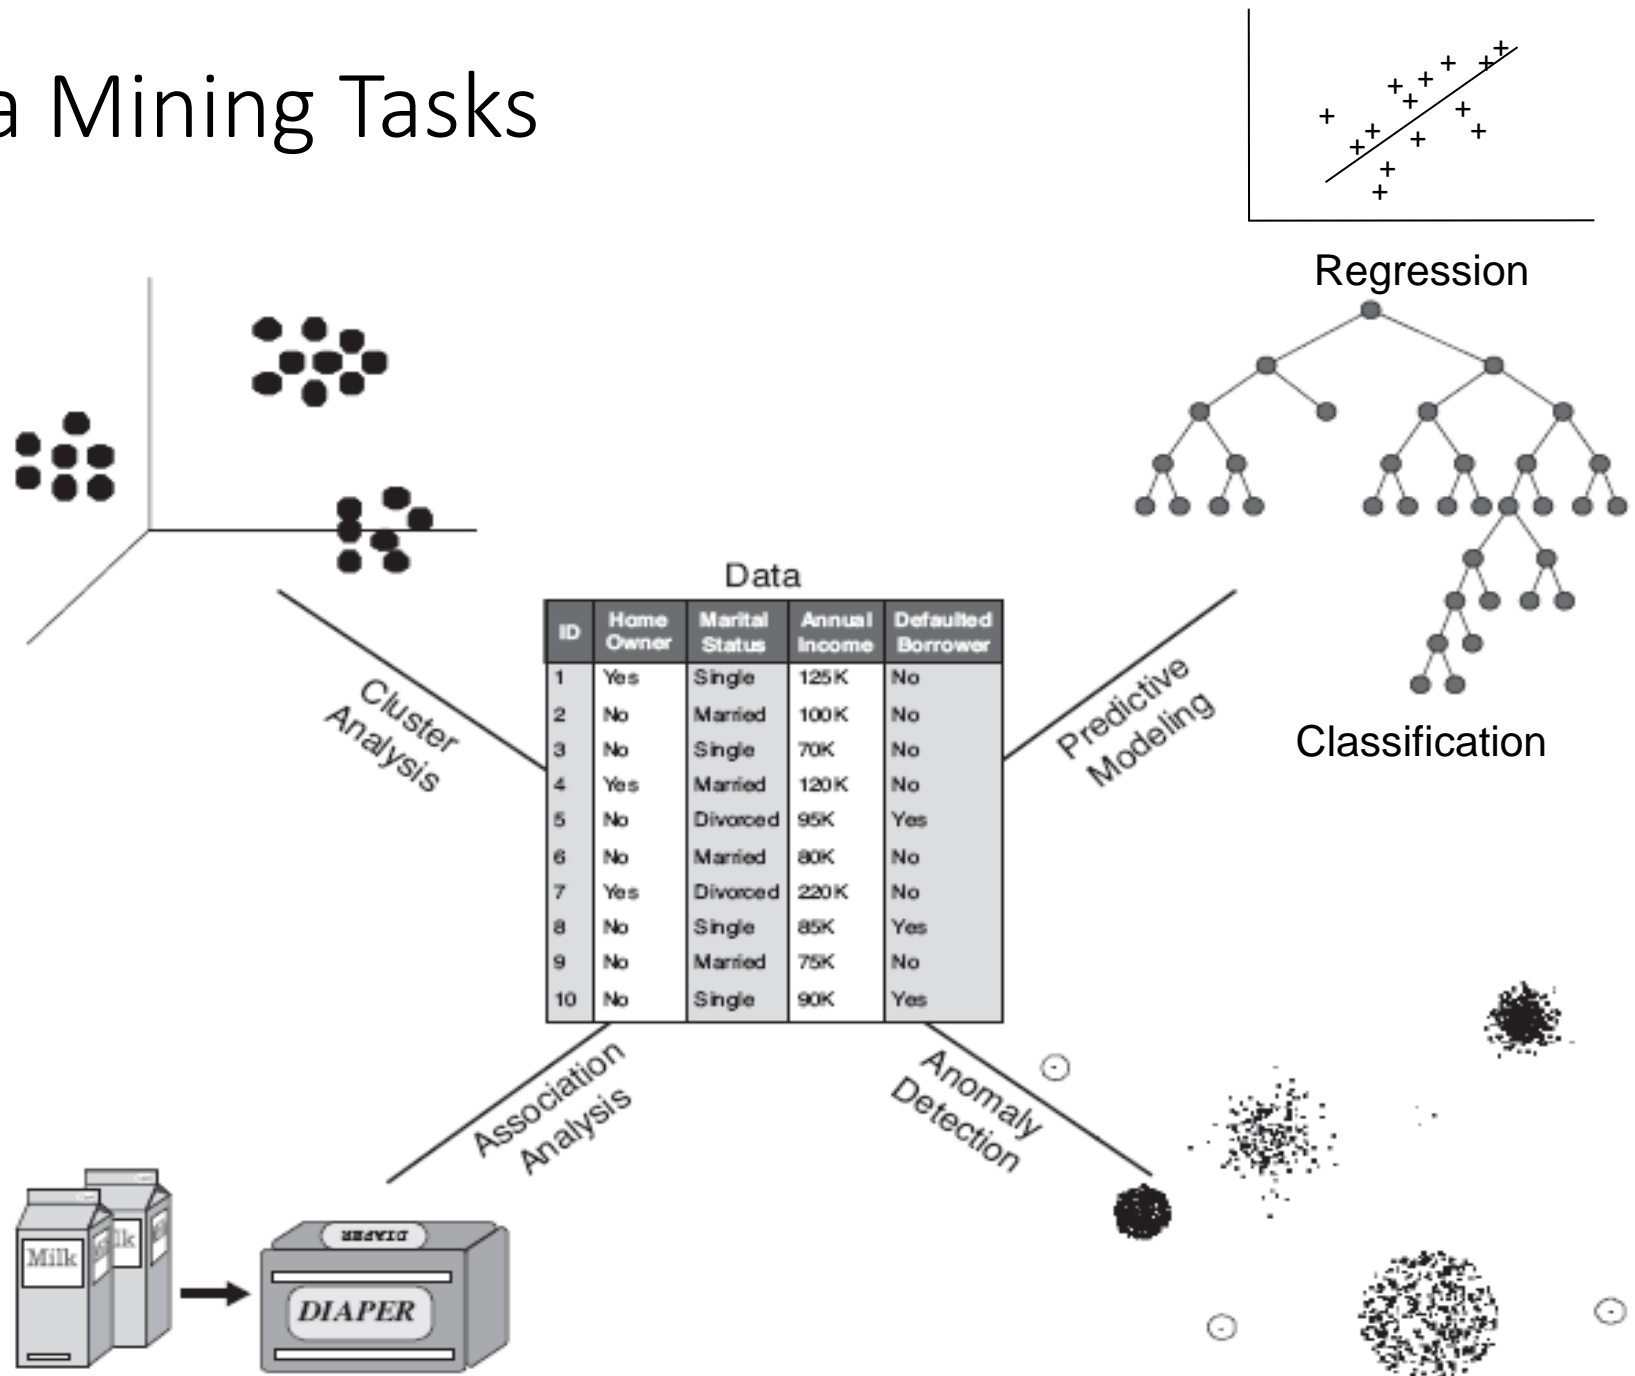 a Mining Tasks
Regression
Classification
Data
ID Home Owner Marital Status Annual Income Defaulted Borrower
1 Yes Single 125K No
2 No Married 100K No
3 No Single 70K No
4 Yes Married 120K No
5 No Divorced 95K Yes
6 No Married 80K No
7 Yes Divorced 220K No
8 No Single 85K Yes
9 No Married 75K No
10 No Single 90K Yes
Cluster
Analysis
Predictive
Modeling
Association
Analysis
Anomaly
Detection
Milk
lk
DIAPER
DIAPER